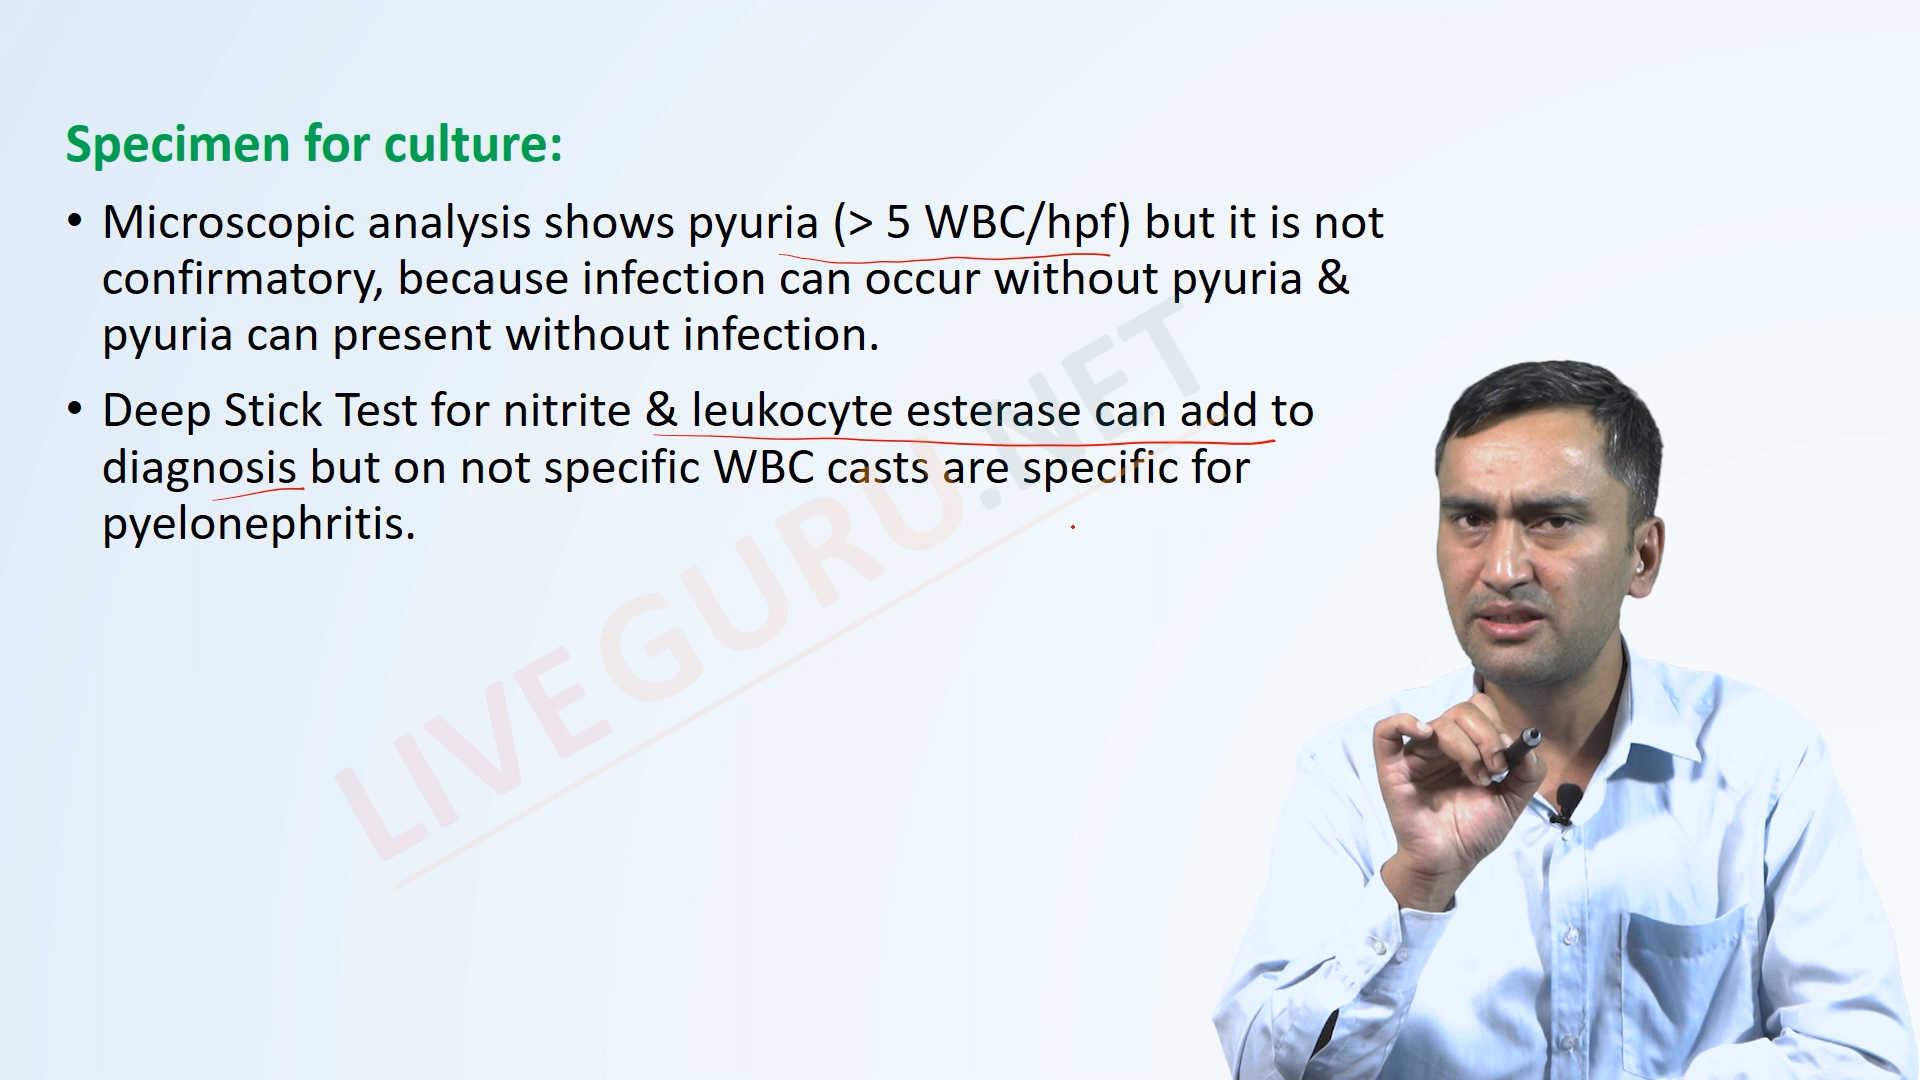 Specimen for culture:
• Microscopic analysis shows pyuria (> 5 WBC/hpf) but it is not
confirmatory, because infection can occur without pyuria &
pyuria can present without infection.
• Deep Stick Test for nitrite & leukocyte esterase can add to
diagnosis but on not specific WBC casts are specific for
pyelonephritis.
LIVEGURU.NET